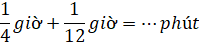 1/4 giờ + 1/12 giờ = ⋯ phút